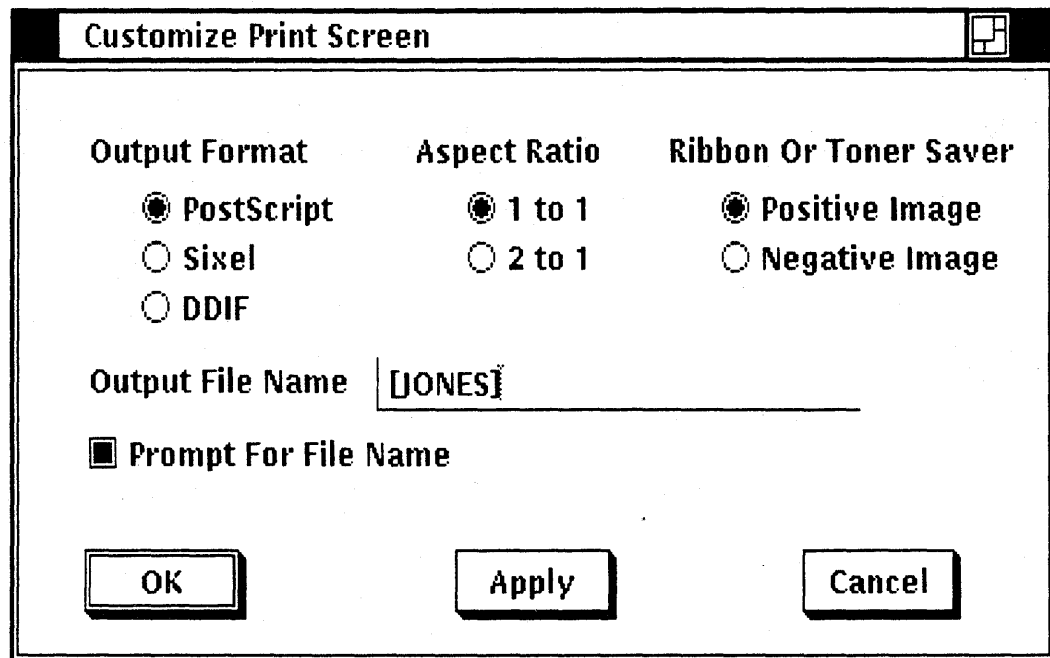 Customize Print Screen
Output Format
Aspect Ratio
Ribbon Or Toner Saver
PostScript
1 to 1
Positive Image
Sixel
2 to 1
Negative Image
DDIF
Output File Name
[JONES]
Prompt For File Name
OK
Apply
Cancel